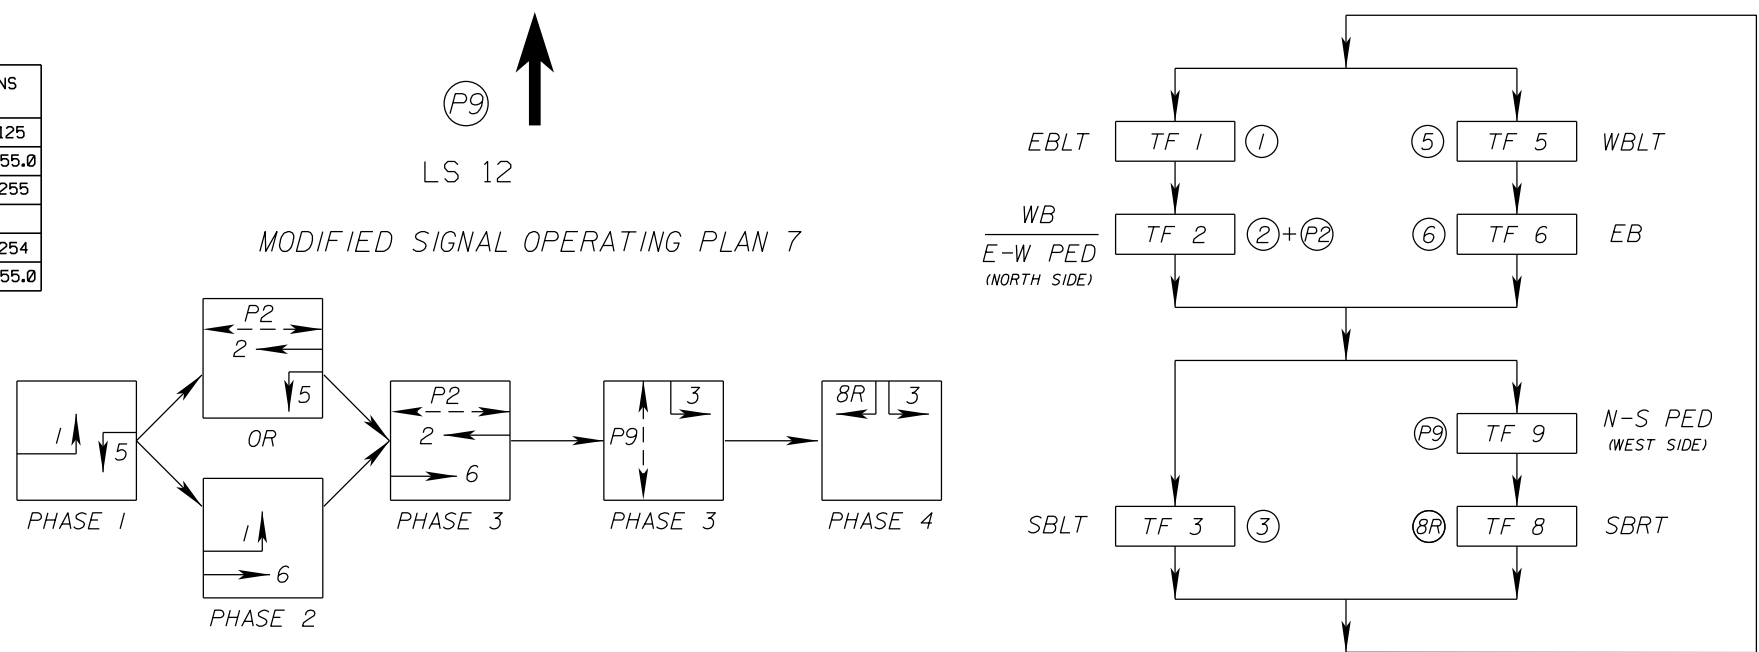 NS
125
55.0
255
254
55.0
P9
LS 12
MODIFIED SIGNAL OPERATING PLAN 7
1
5
PHASE 1
P2
2
5
OR
1
6
PHASE 2
P2
2
6
PHASE 3
3
P9
PHASE 3
8R 3
PHASE 4
EBLT TF 1 1
5 TF 5 WBLT
WB
E-W PED
(NORTH SIDE)
TF 2 2+P2
6 TF 6 EB
P9 TF 9 N-S PED
(WEST SIDE)
SBLT TF 3 3
8R TF 8 SBRT